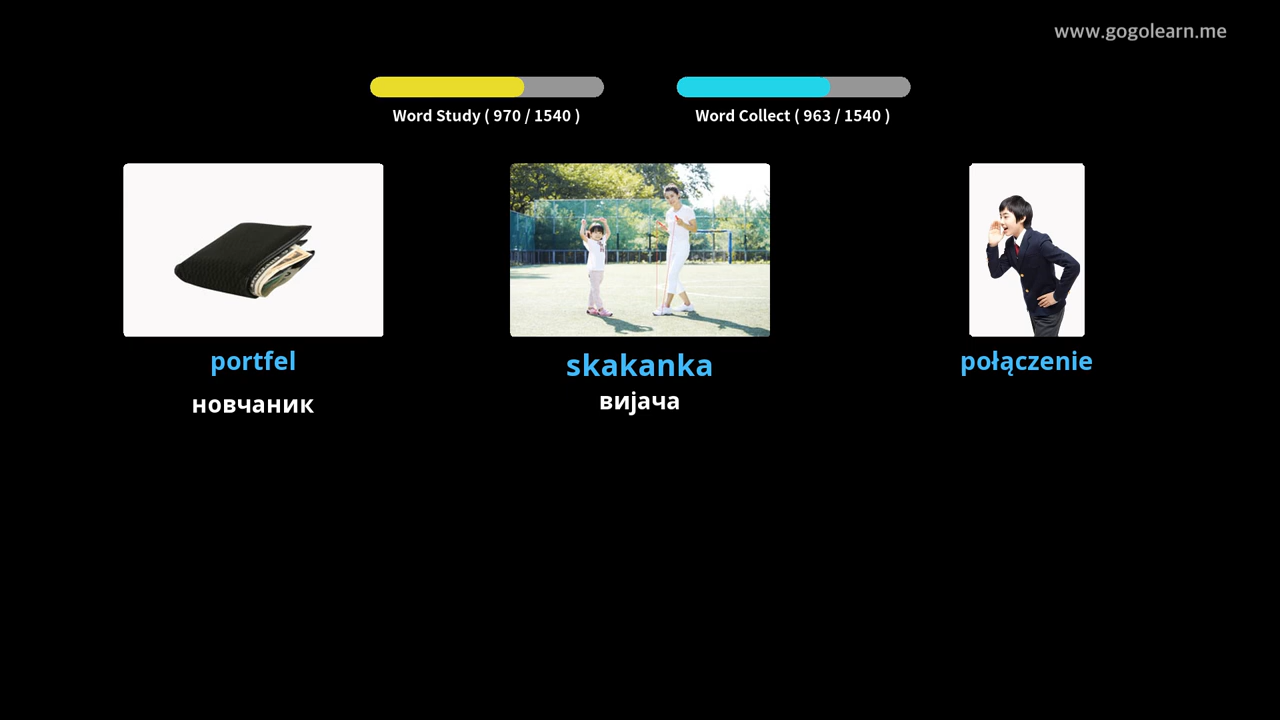 www.gogolearn.me
Word Study ( 970 / 1540 )
Word Collect ( 963 / 1540 )
portfel
skakanka
połączenie
новчаник
вијача